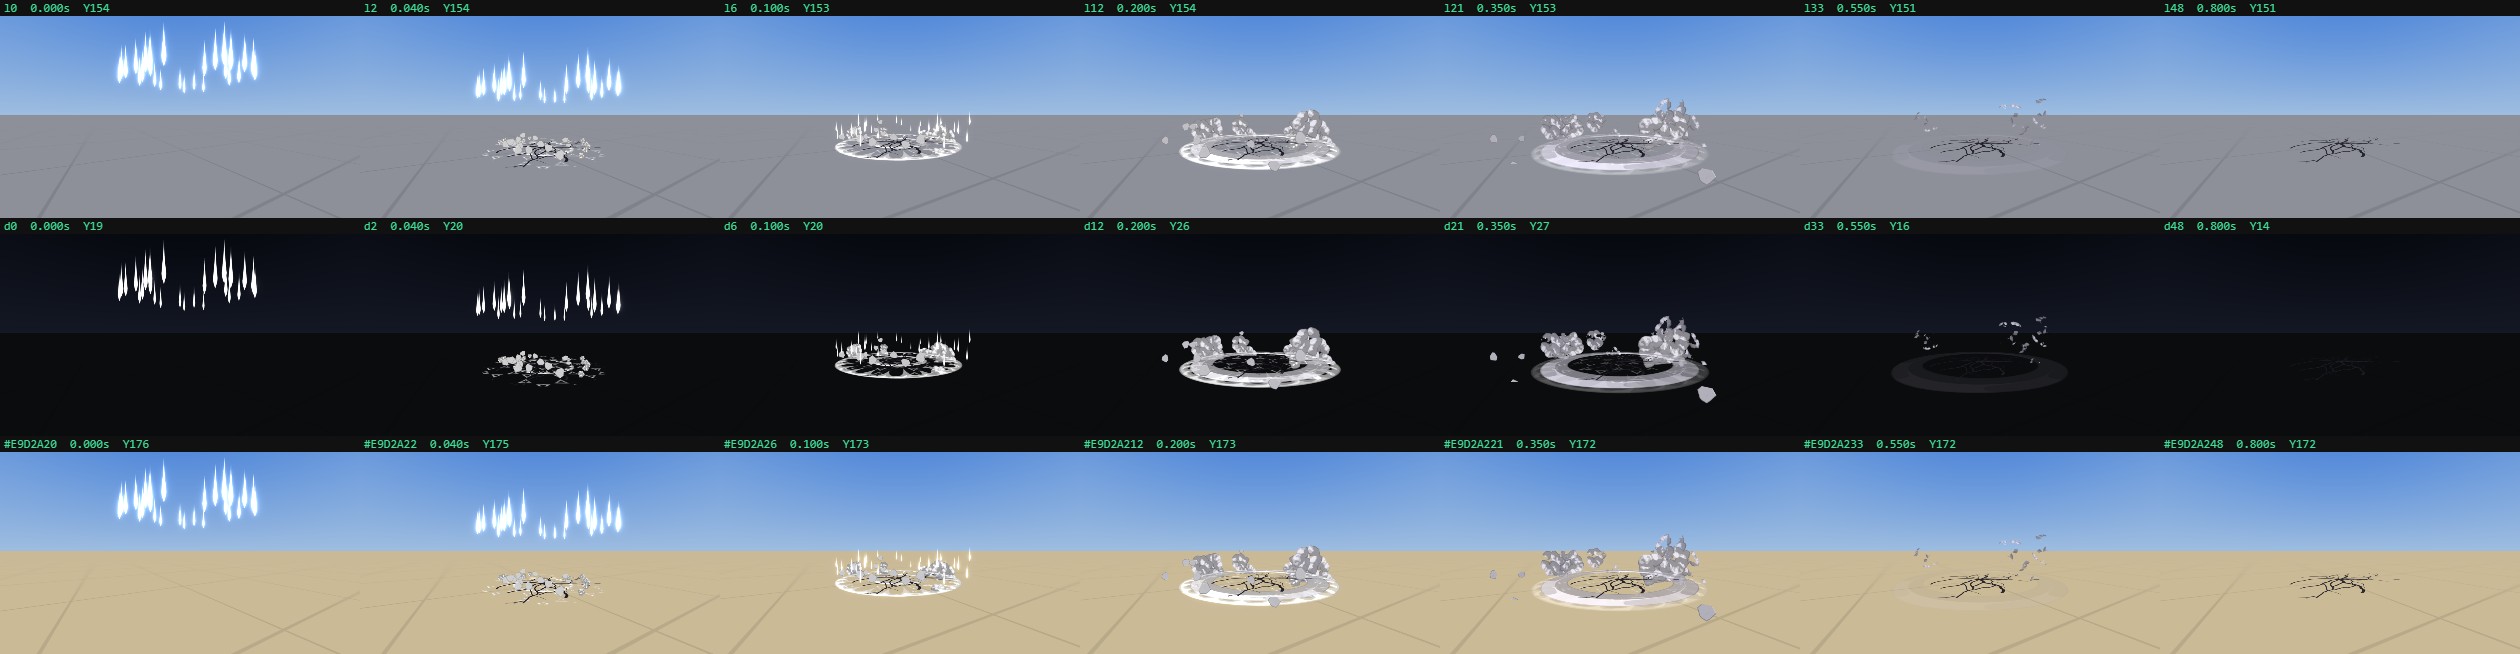 l0 0.000s Y154 l2 0.040s Y154 l6 0.100s Y153 l12 0.200s Y154 l21 0.350s Y153 l33 0.550s Y151 l48 0.800s Y151
d0 0.000s Y19 d2 0.040s Y20 d6 0.100s Y20 d12 0.200s Y26 d21 0.350s Y27 d33 0.550s Y16 d48 0.800s Y14
#E9D2A20 0.000s Y176 #E9D2A22 0.040s Y175 #E9D2A26 0.100s Y173 #E9D2A212 0.200s Y173 #E9D2A221 0.350s Y172 #E9D2A233 0.550s Y172 #E9D2A248 0.800s Y172